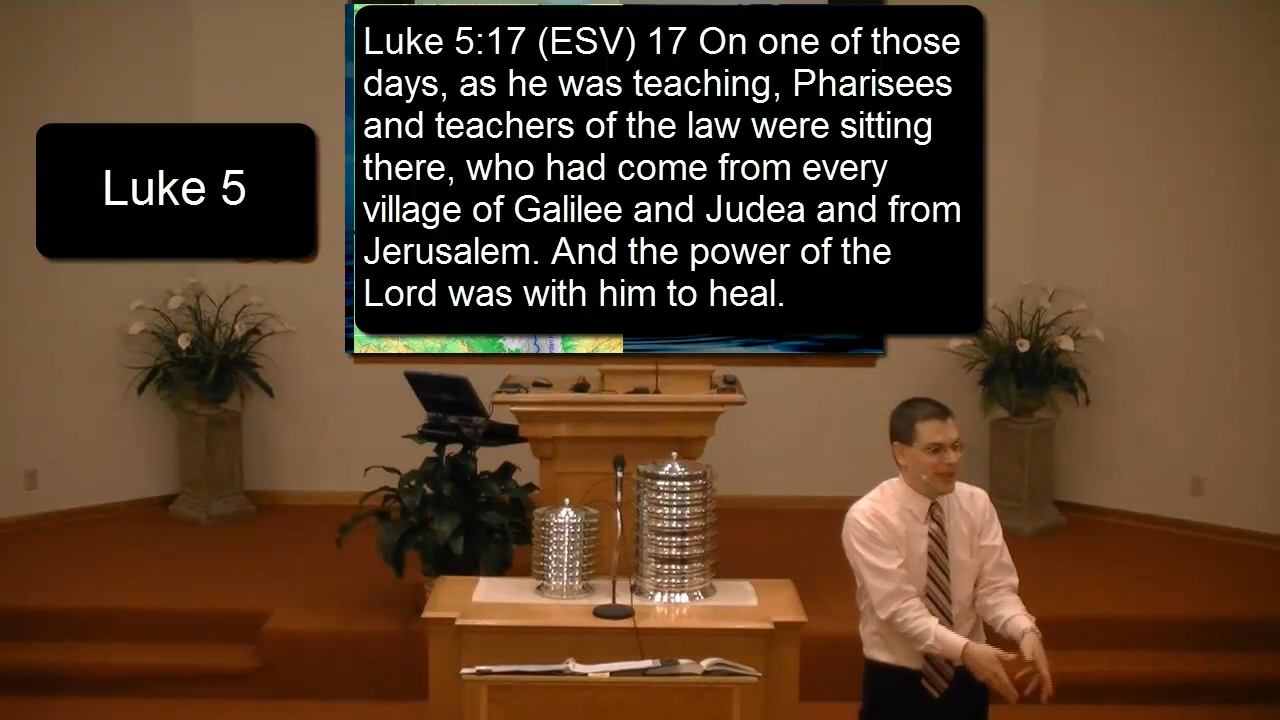 Luke 5:17 (ESV) 17 On one of those
days, as he was teaching, Pharisees
and teachers of the law were sitting
there, who had come from every
village of Galilee and Judea and from
Jerusalem. And the power of the
Lord was with him to heal.
Luke 5